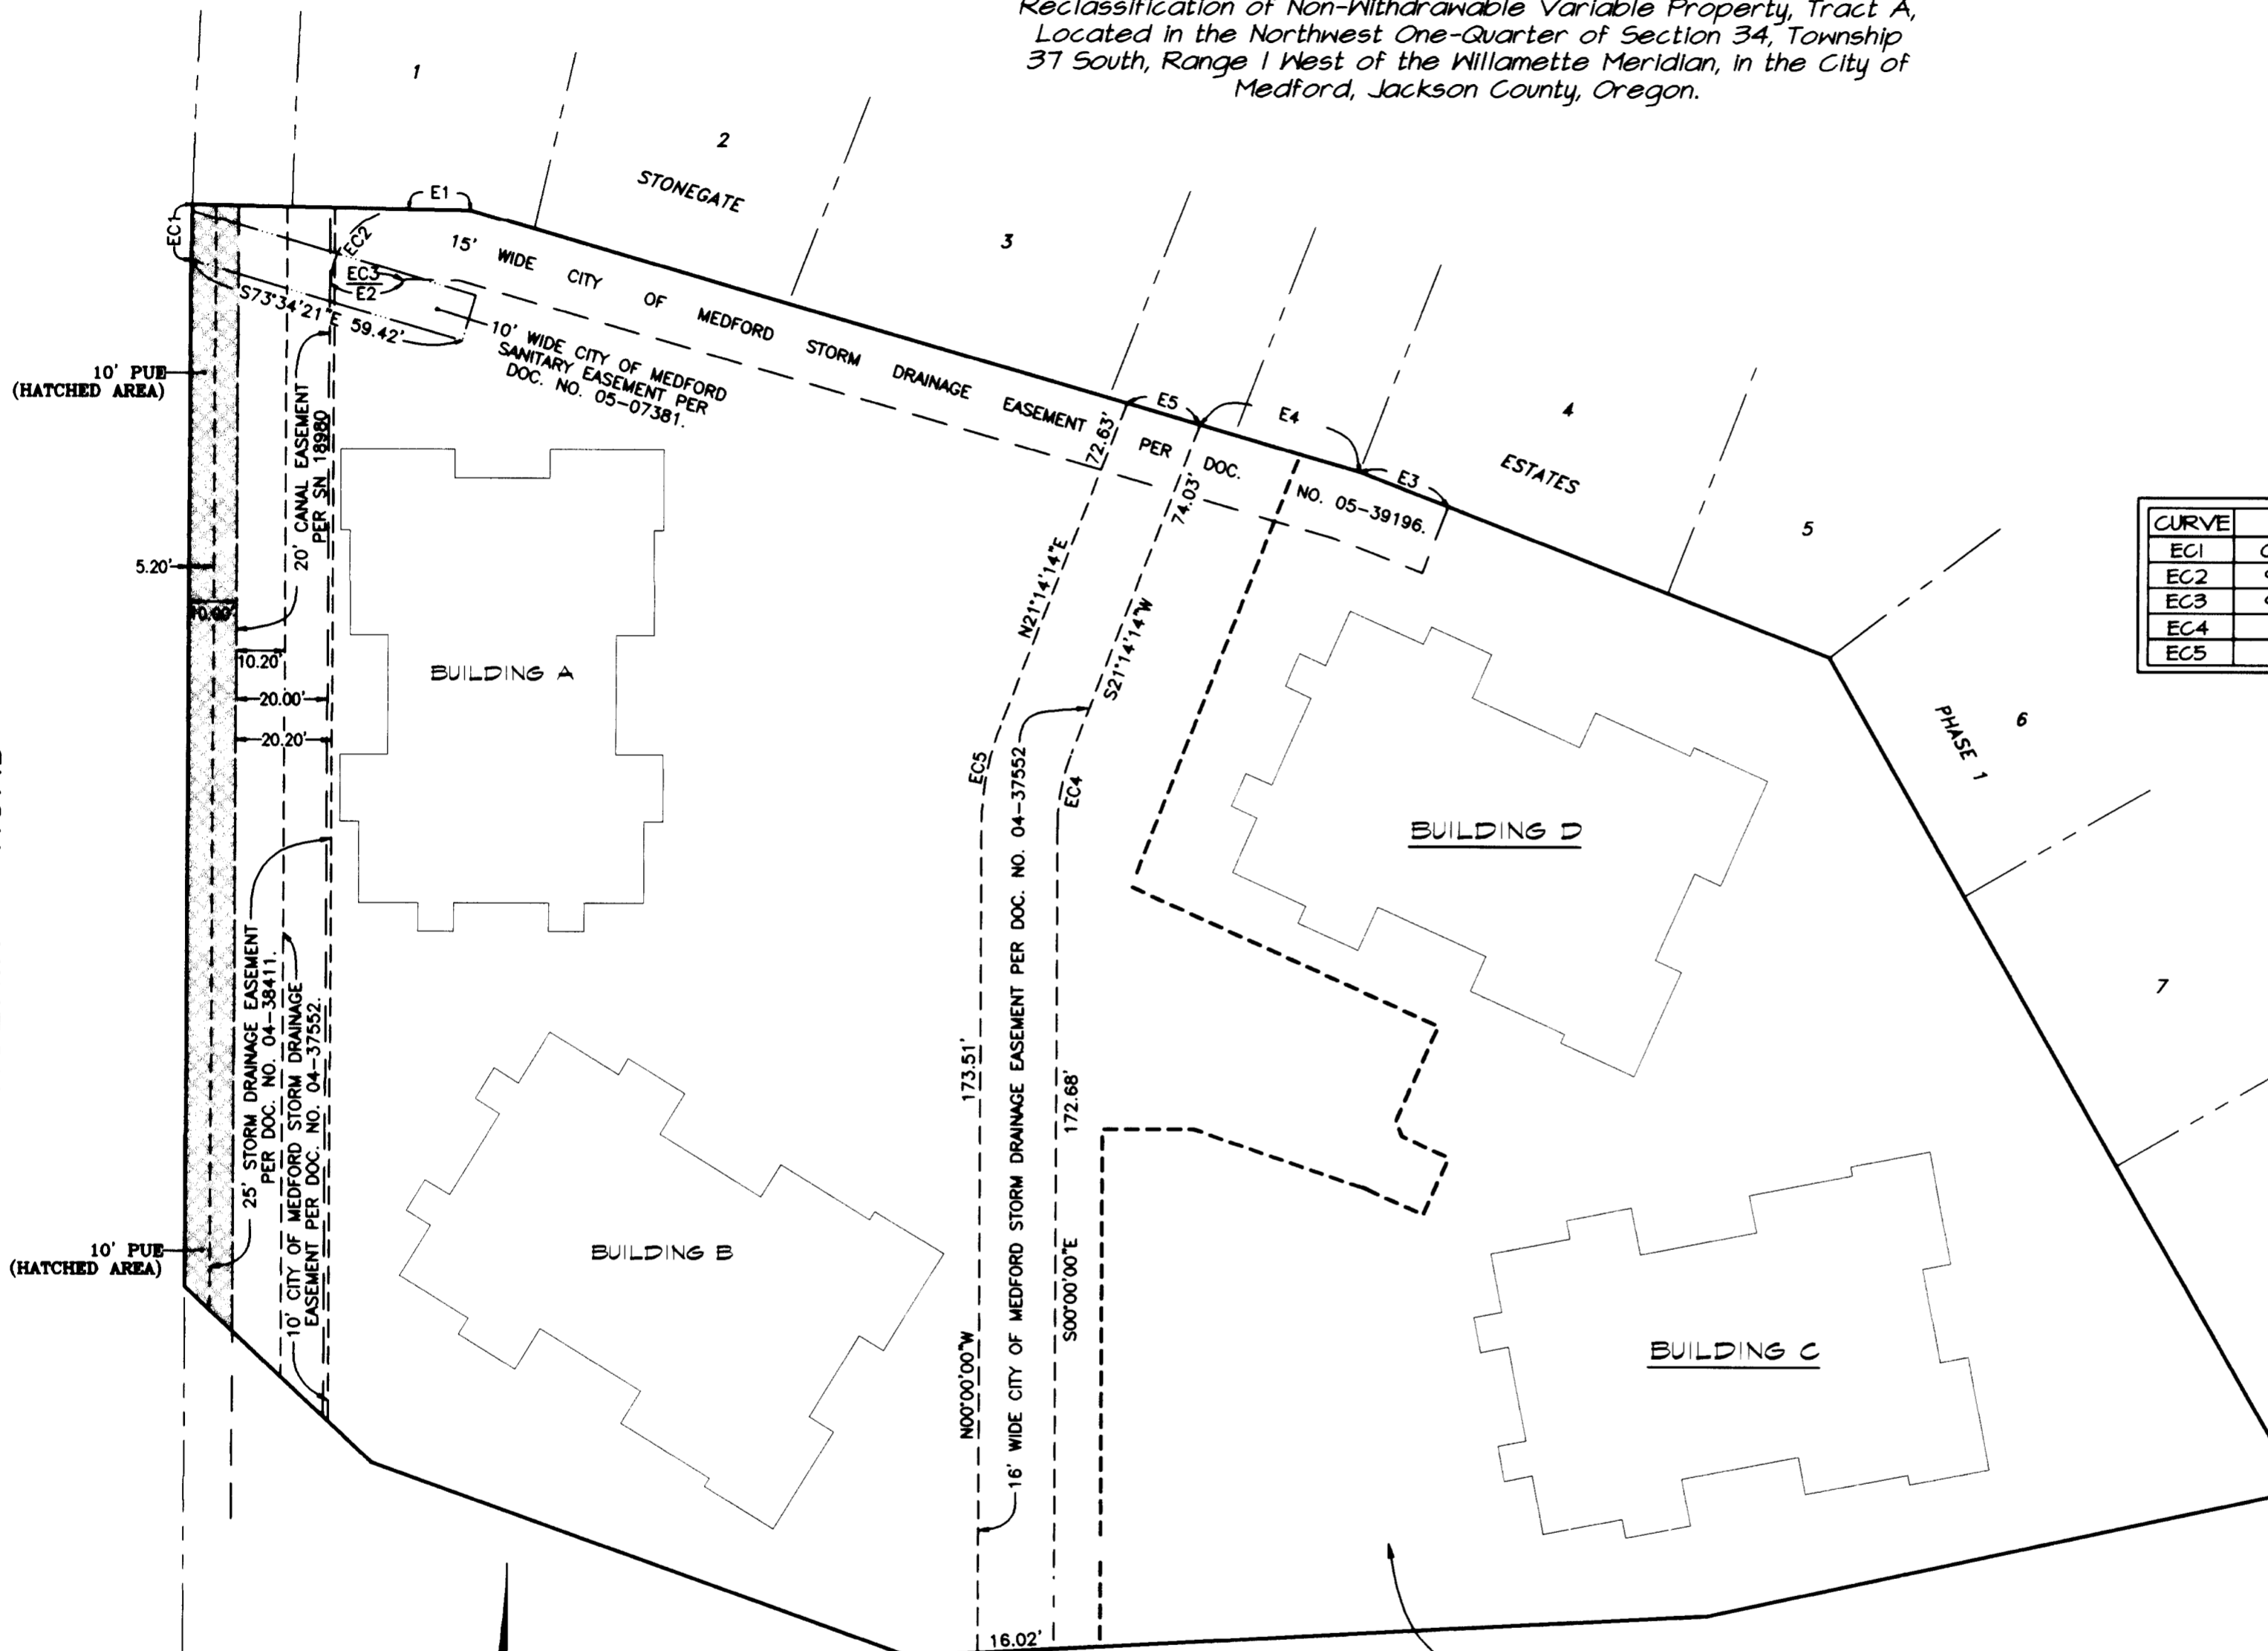 Reclassification of Non-Withdrawable Variable Property, Tract A,
Located in the Northwest One-Quarter of Section 34, Township
37 South, Range 1 West of the Willamette Meridian, in the City of
Medford, Jackson County, Oregon.
1
2
STONEGATE
3
4
ESTATES
5
6
PHASE 1
7
E1
EC1
EC2
EC3
E2
S73°34'21"E 59.42'
15' WIDE CITY OF MEDFORD STORM DRAINAGE EASEMENT PER DOC. NO. 05-39196.
10' WIDE CITY OF MEDFORD
SANITARY EASEMENT PER
DOC. NO. 05-07381.
E5
E4
E3
72.63'
74.03'
N21°14'14"E
S21°14'14"W
10' PUE
(HATCHED AREA)
20' CANAL EASEMENT
PER SN 18980
5.20'
10.00'
10.20'
20.00'
20.20'
BUILDING A
EC5
EC4
BUILDING D
CURVE
EC1
EC2
EC3
EC4
EC5
25' STORM DRAINAGE EASEMENT
PER DOC. NO. 04-38411.
10' CITY OF MEDFORD STORM DRAINAGE
EASEMENT PER DOC. NO. 04-37552.
16' WIDE CITY OF MEDFORD STORM DRAINAGE EASEMENT PER DOC. NO. 04-37552
173.51'
172.68'
N00°00'00"W
S00°00'00"E
10' PUE
(HATCHED AREA)
BUILDING B
BUILDING C
16.02'